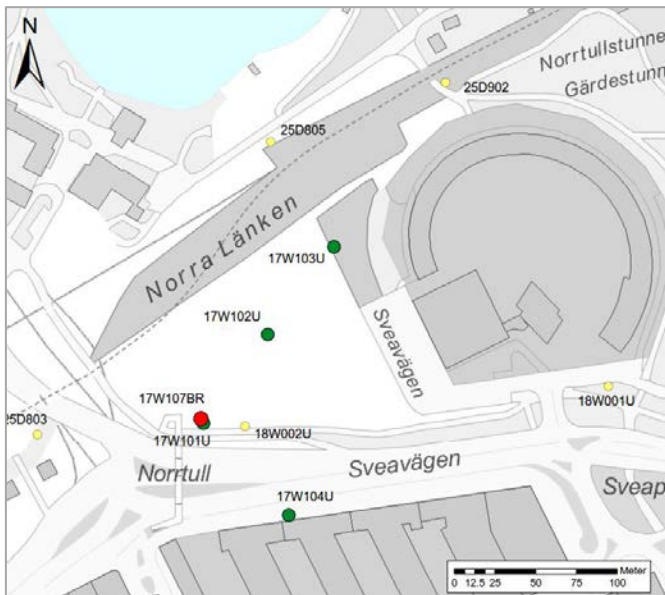 N
Norrtullstunne
Gärdestunn
25D902
25D805
Norra Länken
17W103U
17W102U
Sveavägen
17W107BR
18W001U
25D803
17W101U
18W002U
Norrtull
Sveavägen
Sveap
17W104U
Meter
0 12.5 25 50 75 100